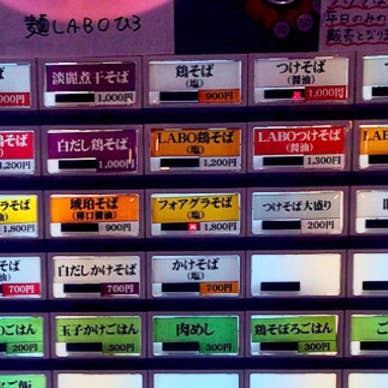 麺LABOひろ
平日のみの
淡麗煮干そば
1,000円
鶏そば
(塩)
900円
つけそば
(醤油)
1,000円
1,200円
白だし鶏そば
1,000円
LABO鶏そば
(塩)
1,200円
LABOつけそば
(醤油)
1,300円
1,800円
琥珀そば
(薄口醤油)
900円
フォアグラそば
(塩)
1,800円
つけそば大盛り
200円
700円
白だしかけそば
700円
かけそば
(塩)
700円
ごはん
200円
玉子かけごはん
300円
肉めし
300円
鶏そぼろごはん
300円